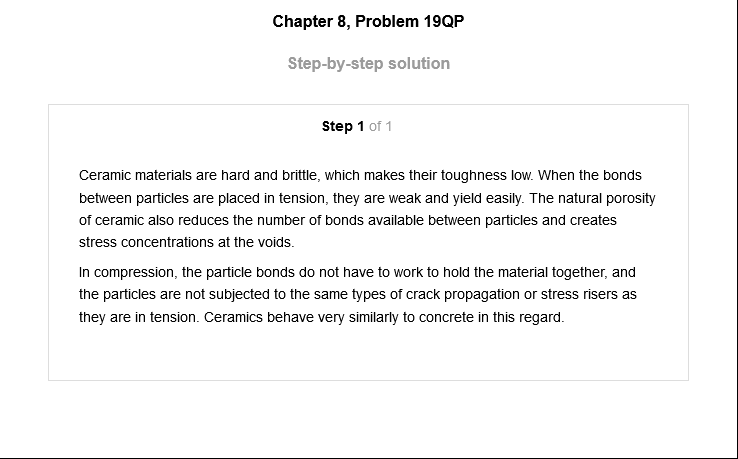 Chapter 8, Problem 19QP
Step-by-step solution
Step 1 of 1
Ceramic materials are hard and brittle, which makes their toughness low. When the bonds
between particles are placed in tension, they are weak and yield easily. The natural porosity
of ceramic also reduces the number of bonds available between particles and creates
stress concentrations at the voids.
In compression, the particle bonds do not have to work to hold the material together, and
the particles are not subjected to the same types of crack propagation or stress risers as
they are in tension. Ceramics behave very similarly to concrete in this regard.